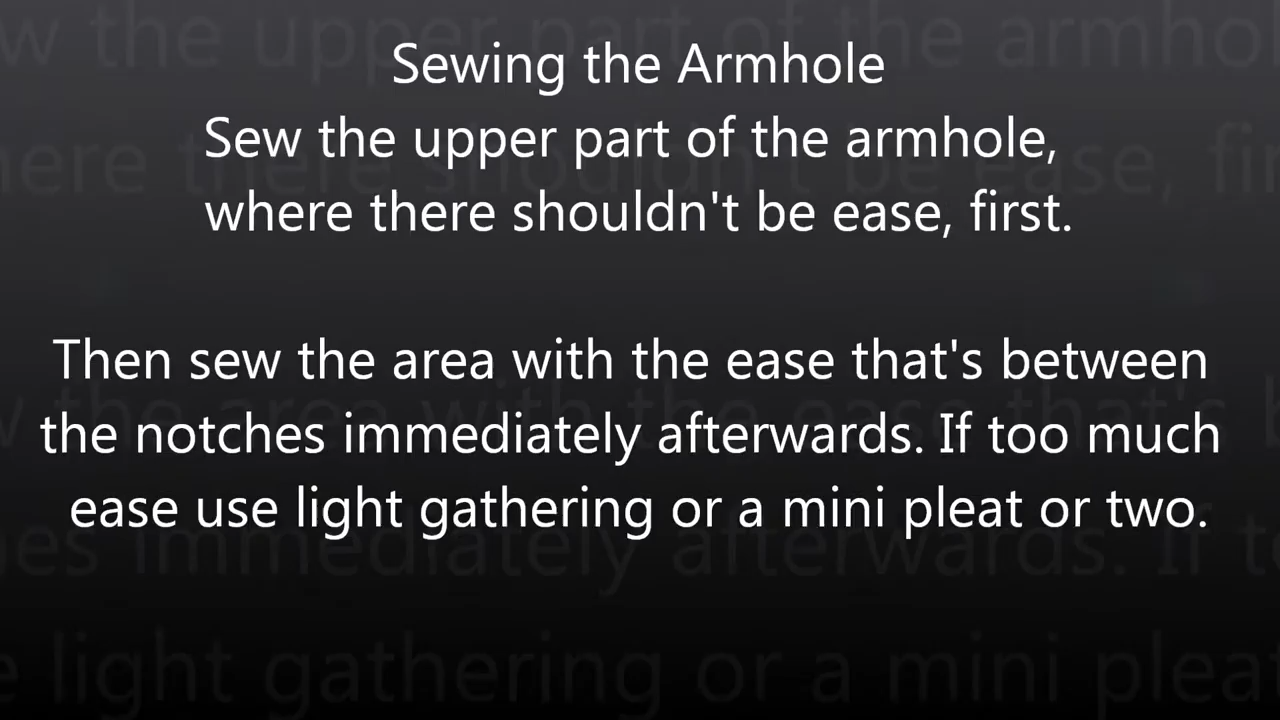 Sewing the Armhole
Sew the upper part of the armhole,
where there shouldn't be ease, first.
Then sew the area with the ease that's between
the notches immediately afterwards. If too much
ease use light gathering or a mini pleat or two.